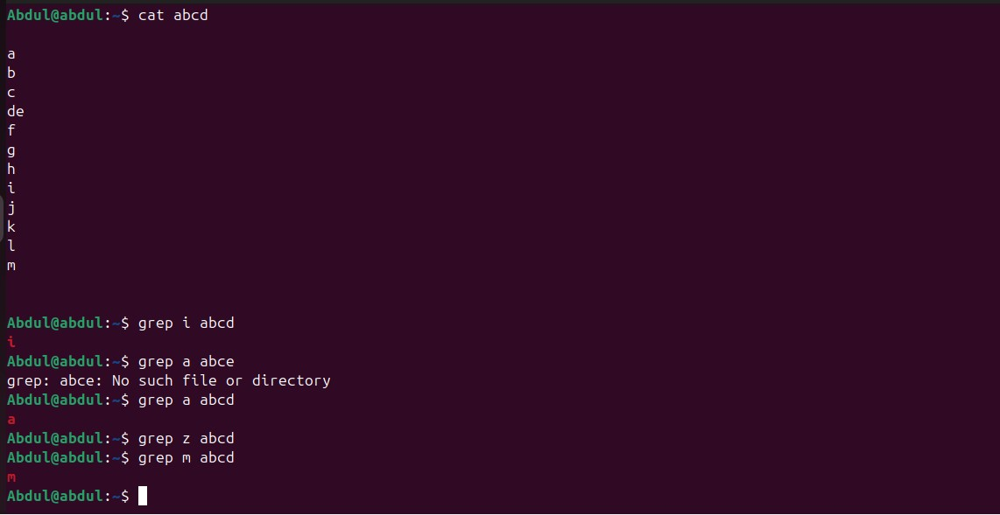 Abdul@abdul:~$ cat abcd
a
b
c
de
f
g
h
i
j
k
l
m
Abdul@abdul:~$ grep i abcd
i
Abdul@abdul:~$ grep a abce
grep: abce: No such file or directory
Abdul@abdul:~$ grep a abcd
a
Abdul@abdul:~$ grep z abcd
Abdul@abdul:~$ grep m abcd
m
Abdul@abdul:~$